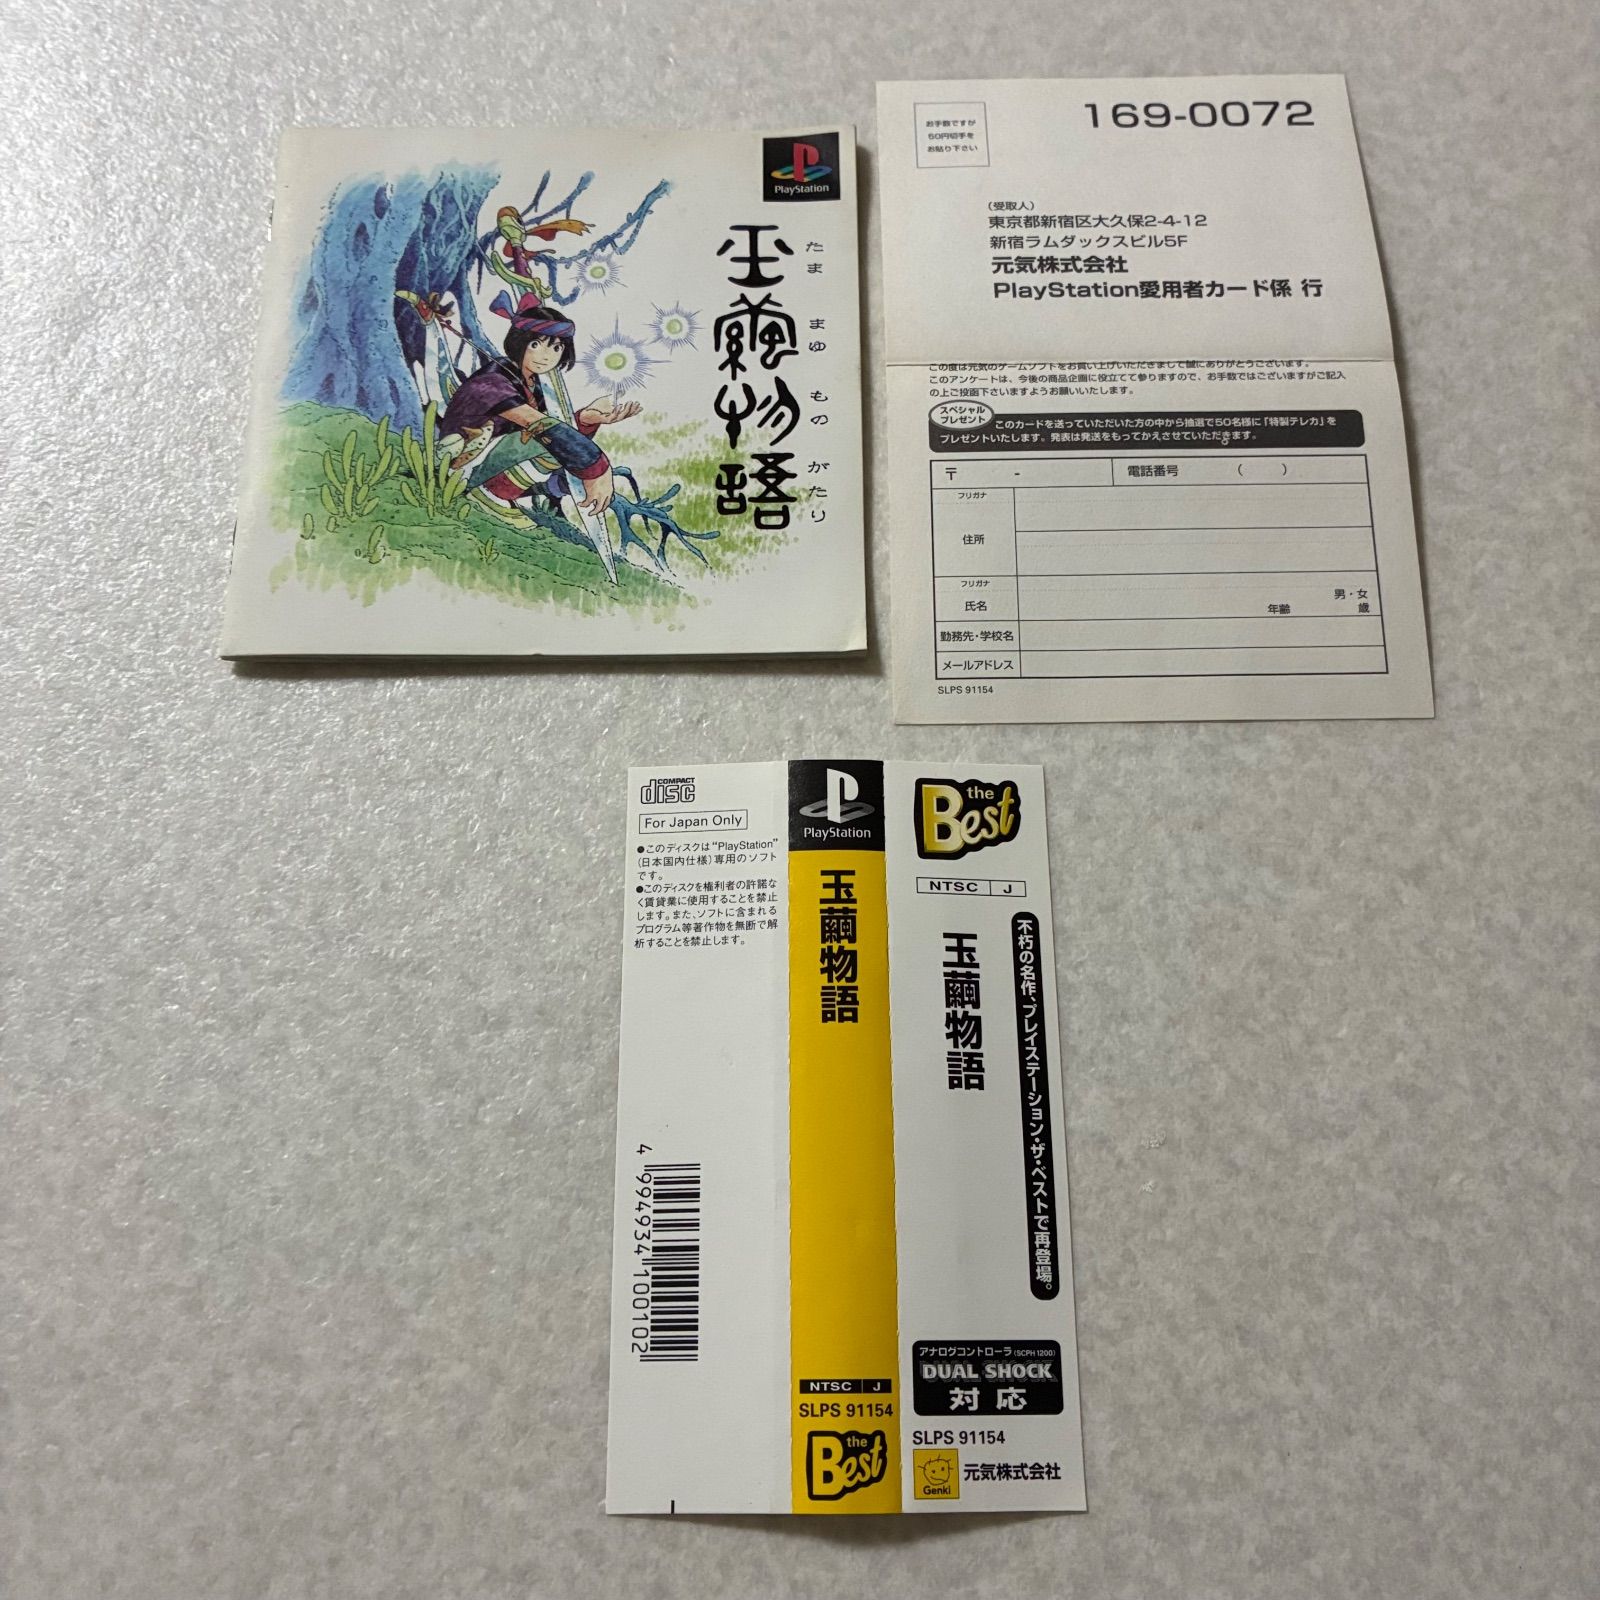 PlayStation
玉繭物語
たま まゆ もの がたり
お手数ですが
50円切手を
お貼り下さい
169-0072
（受取人）
東京都新宿区大久保2-4-12
新宿ラムダックスビル5F
元気株式会社
PlayStation愛用者カード係 行
この度は元気のゲームソフトをお買い上げいただきまして誠にありがとうございます。
このアンケートは、今後の商品企画に役立てて参りますので、お手数ではございますがご記入
の上ご投函下さいますようお願いいたします。
スペシャル
プレゼント
このカードを送っていただいた方の中から抽選で50名様に「特製テレカ」を
プレゼントいたします。発表は発送をもってかえさせていただきます。
〒 - 電話番号 （ ）
フリガナ
住所
フリガナ
氏名 年齢 男・女 歳
勤務先・学校名
メールアドレス
SLPS 91154
COMPACT
disc
For Japan Only
●このディスクは“PlayStation”
（日本国内仕様）専用のソフト
です。
●このディスクを権利者の許諾な
く賃貸業に使用することを禁止
します。また、ソフトに含まれる
プログラム等著作物を無断で解
析することを禁止します。
4 994934 100102
PlayStation
玉繭物語
NTSC J
SLPS 91154
the
Best
the
Best
NTSC J
不朽の名作、プレイステーション・ザ・ベストで再登場。
玉繭物語
アナログコントローラ（SCPH 1200）
DUAL SHOCK
対応
SLPS 91154
Genki
元気株式会社